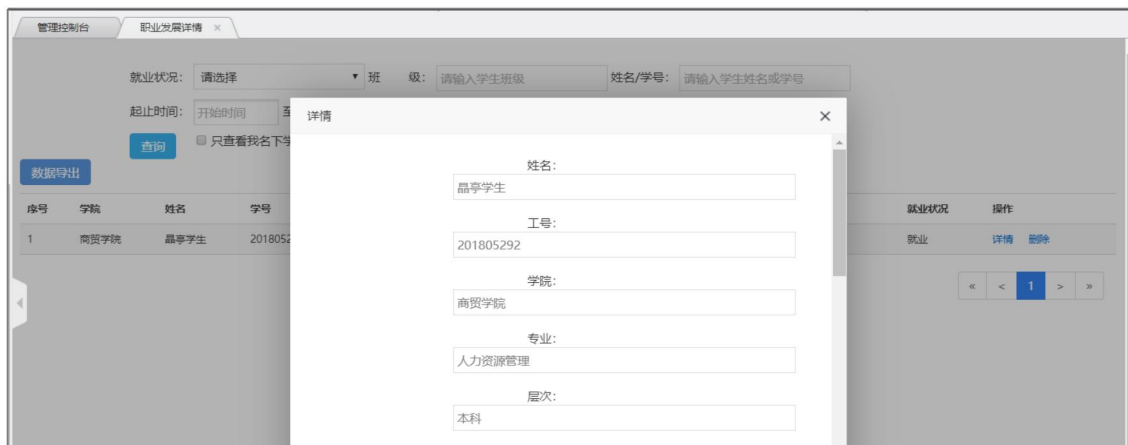 管理控制台 职业发展详情 ×
就业状况: 请选择 班 级: 请输入学生班级 姓名/学号: 请输入学生姓名或学号
起止时间: 开始时间 至
查询 只查看我名下学
数据导出
序号 学院 姓名 学号 就业状况 操作
1 商贸学院 晶亭学生 2018052 就业 详情 删除
« < 1 > »
详情 ×
姓名:
晶亭学生
工号:
201805292
学院:
商贸学院
专业:
人力资源管理
层次:
本科